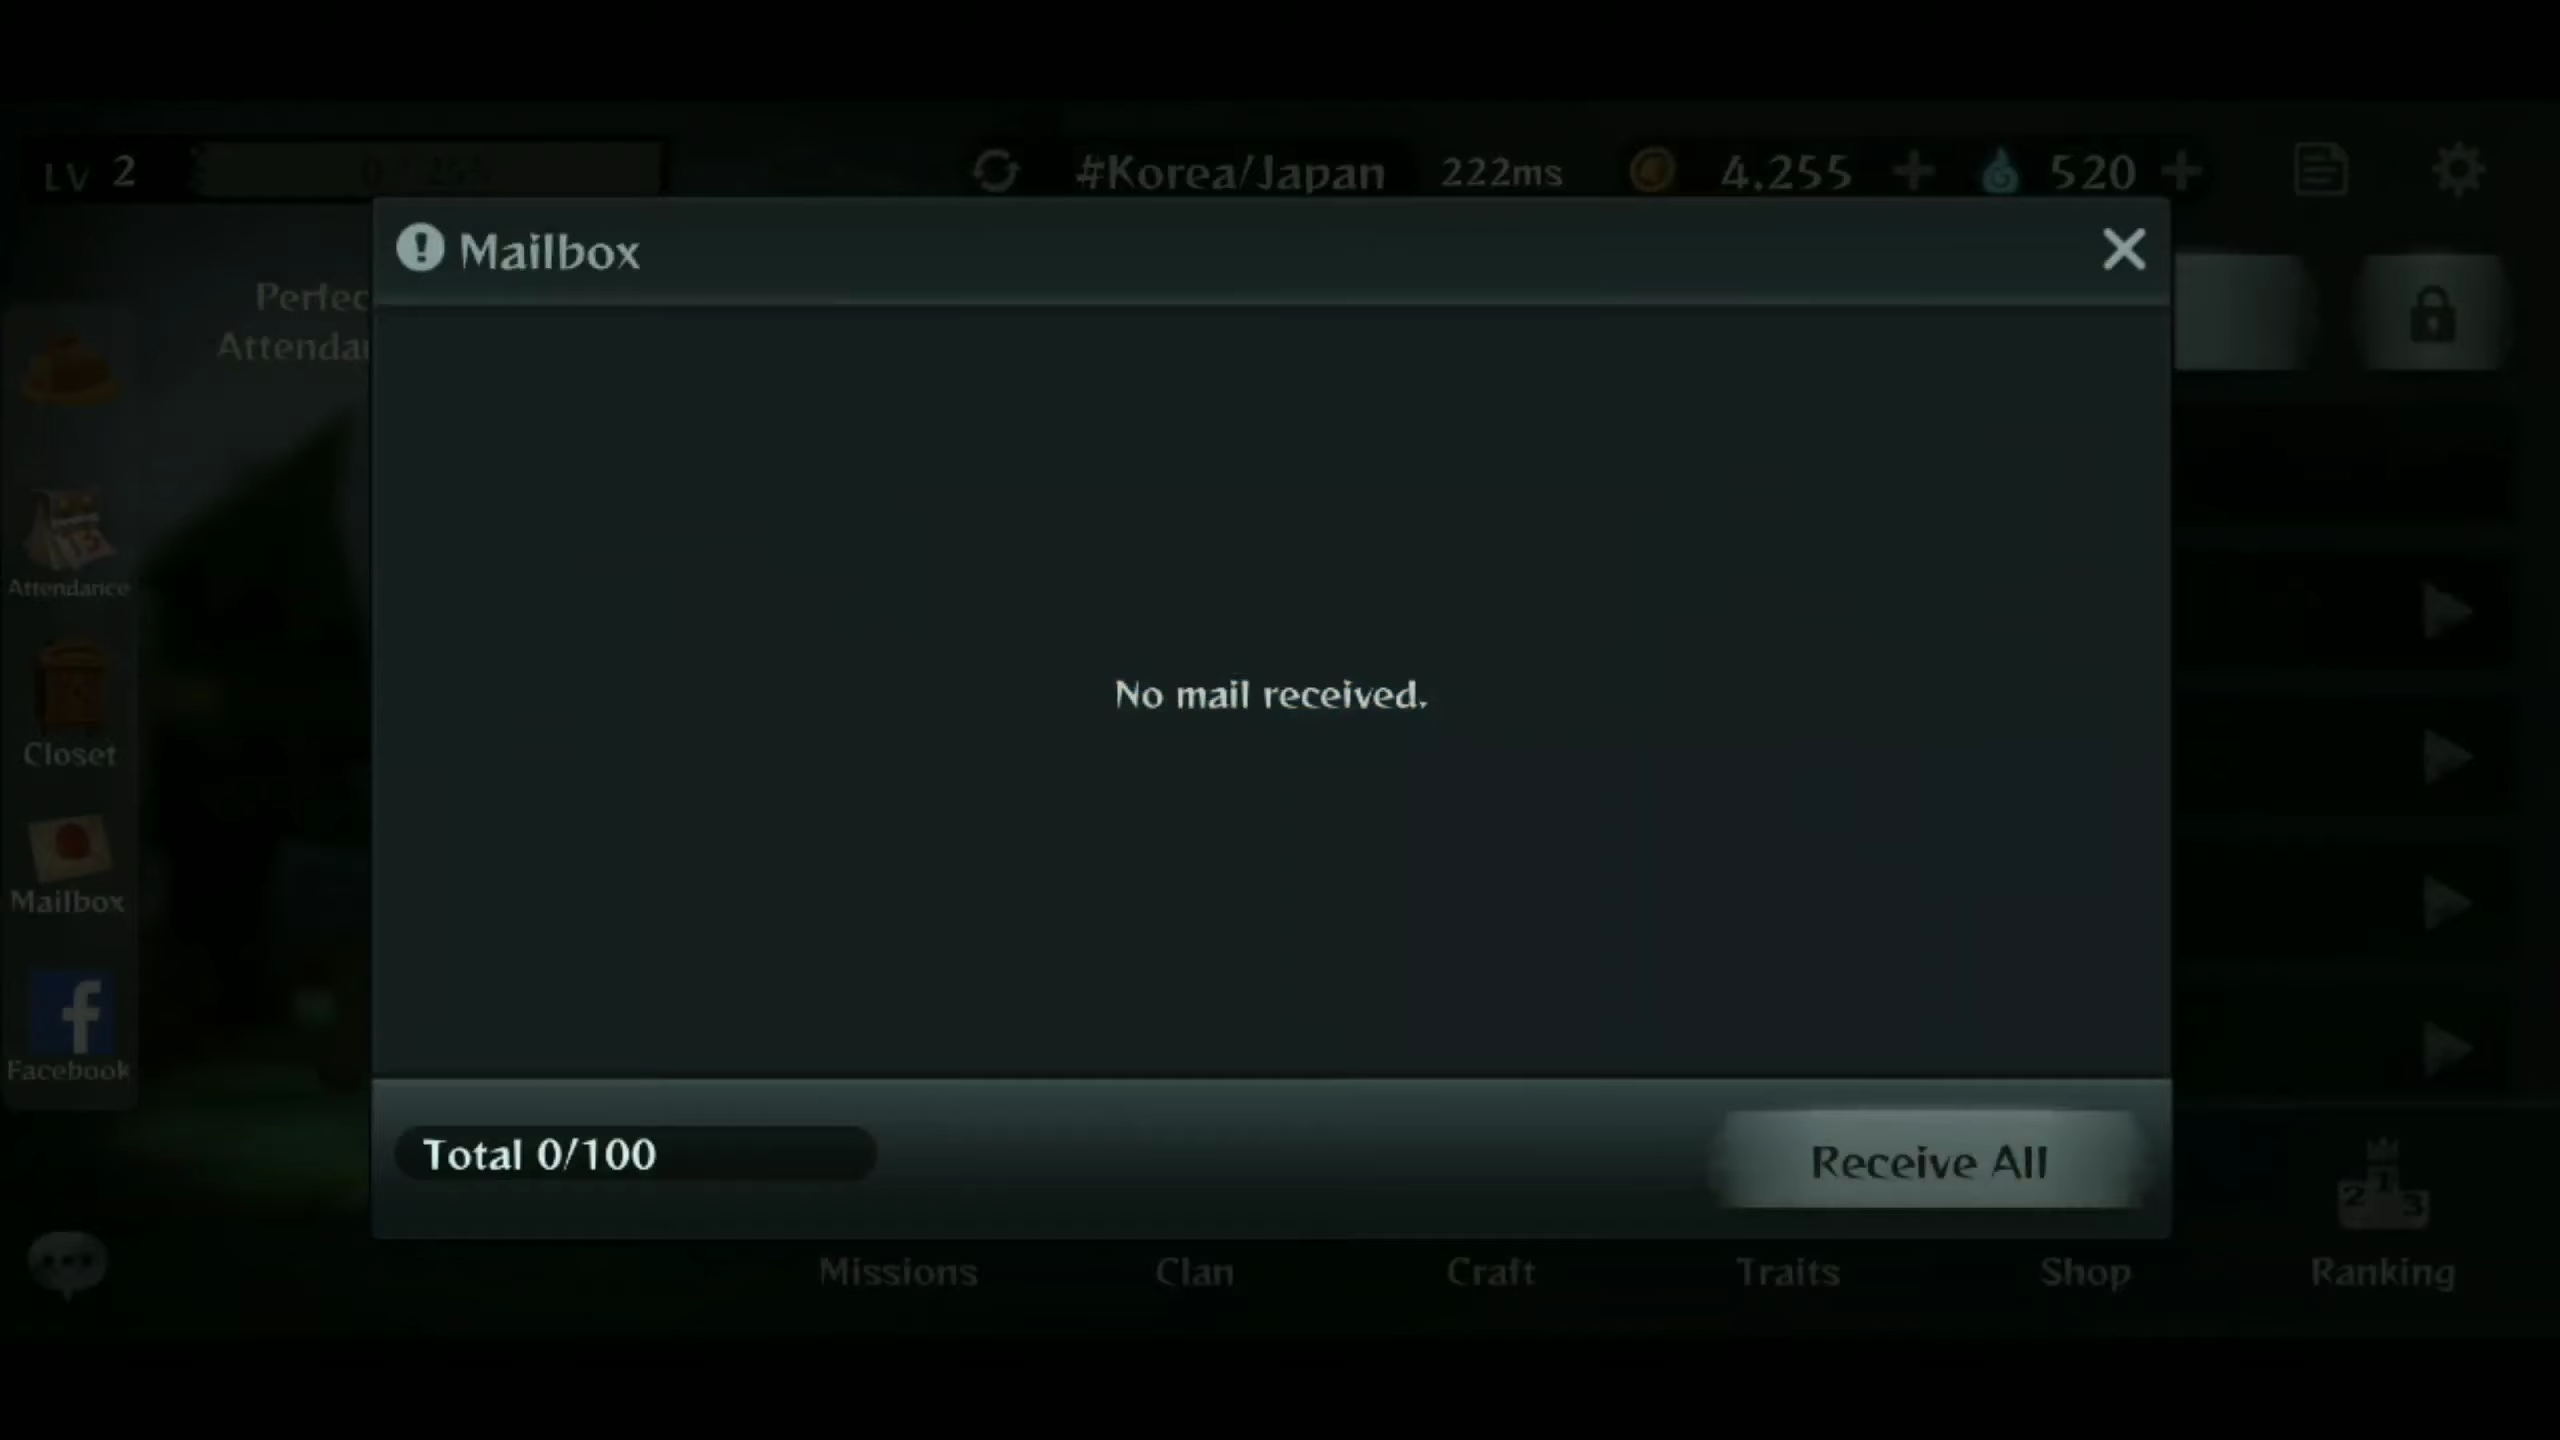 LV 2
#Korea/Japan 222ms 4.255 520
Mailbox
Perfec
Attendar
Attendance
Closet
No mail received.
Mailbox
Facebook
Total 0/100
Receive All
Missions Clan Craft Traits Shop Ranking